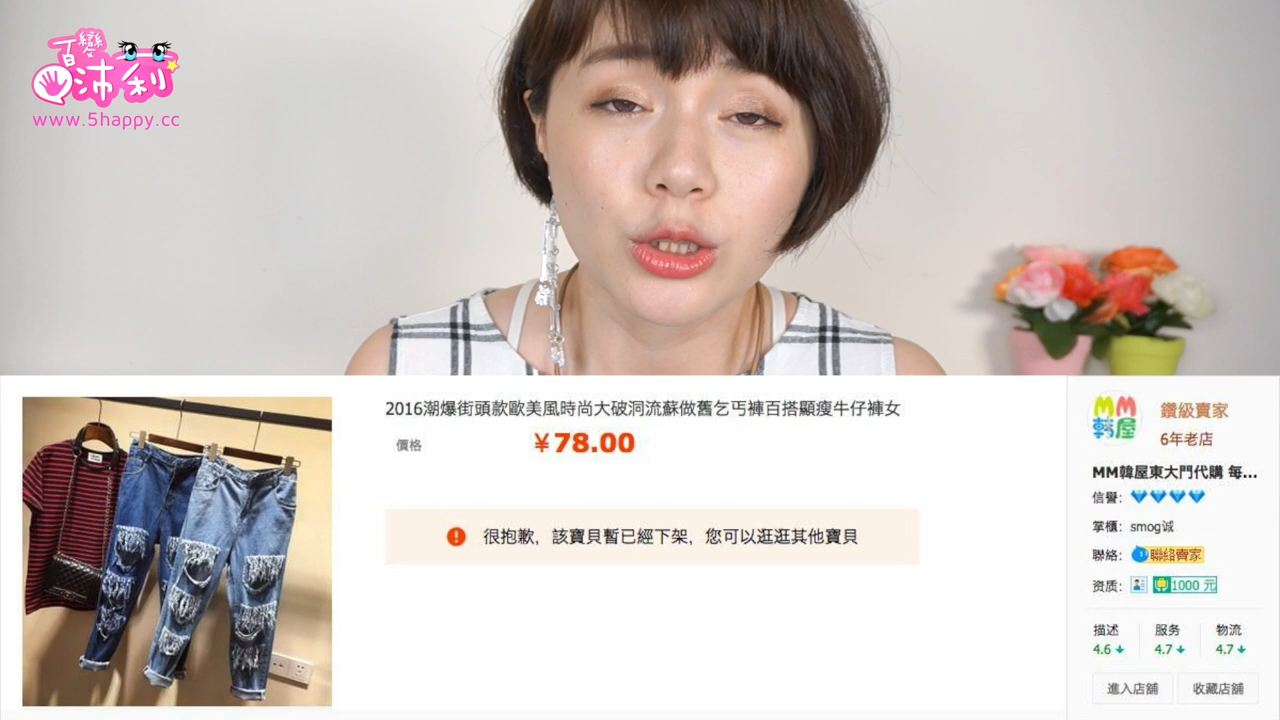 百變
沛利
www.5happy.cc
2016潮爆街頭款歐美風時尚大破洞流蘇做舊乞丐褲百搭顯瘦牛仔褲女
價格
¥78.00
很抱歉，該寶貝暫已經下架，您可以逛逛其他寶貝
MM
韓屋
鑽級賣家
6年老店
MM韓屋東大門代購 每...
信譽：
掌櫃： smog诚
聯絡： 聯絡賣家
资质： 1000 元
描述 服务 物流
4.6 4.7 4.7
進入店舖 收藏店舖